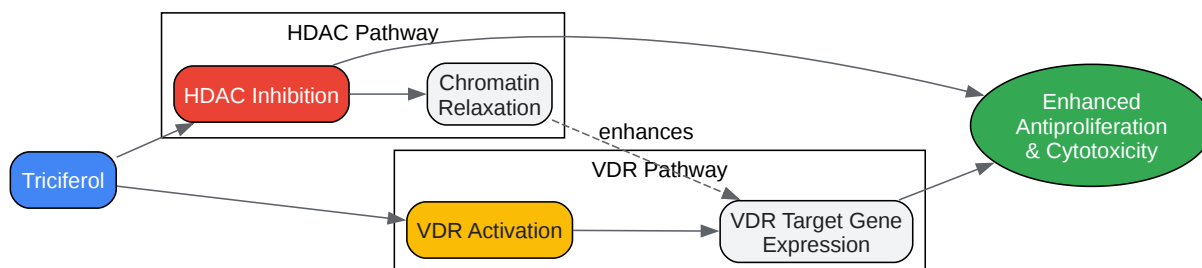 HDAC Pathway
HDAC Inhibition
Chromatin
Relaxation
Enhanced
Antiproliferation
& Cytotoxicity
enhances
Triciferol
VDR Pathway
VDR Activation
VDR Target Gene
Expression